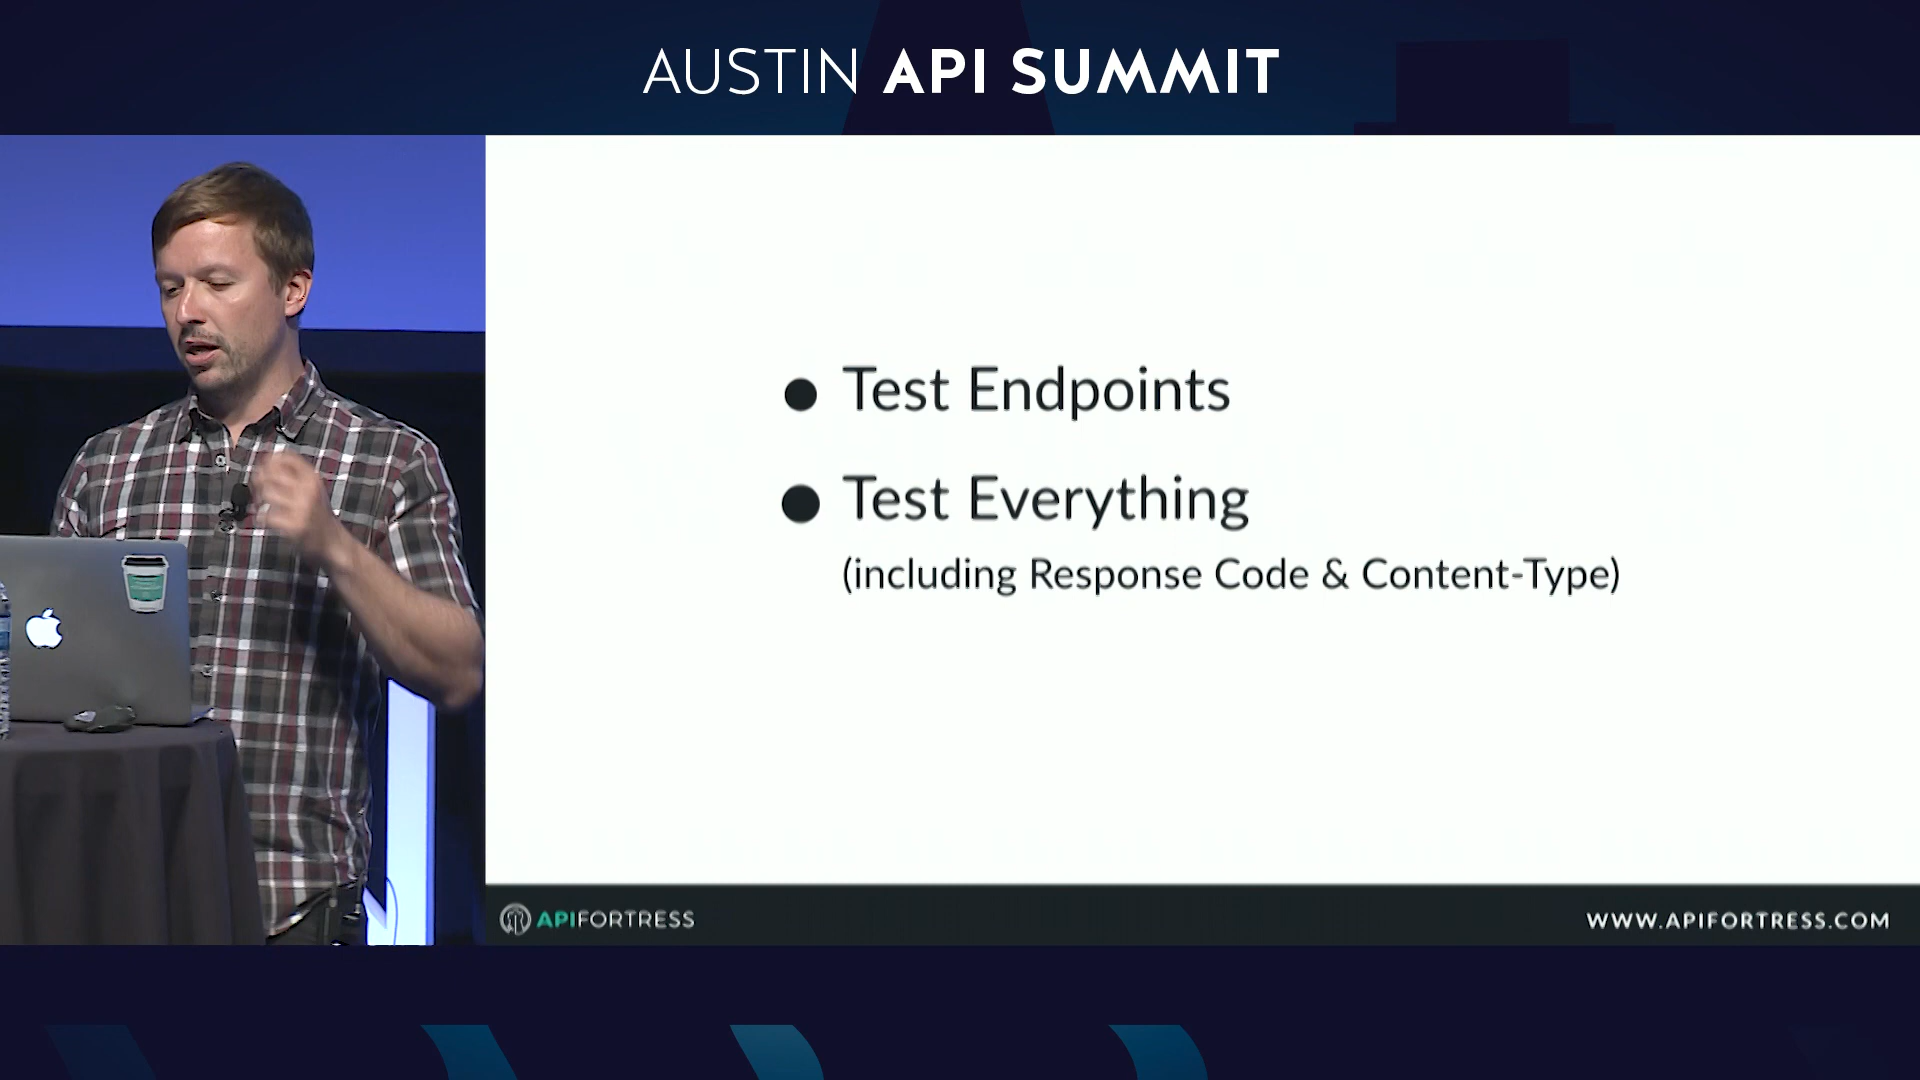 AUSTIN API SUMMIT
• Test Endpoints
• Test Everything
(including Response Code & Content-Type)
APIFORTRESS
WWW.APIFORTRESS.COM